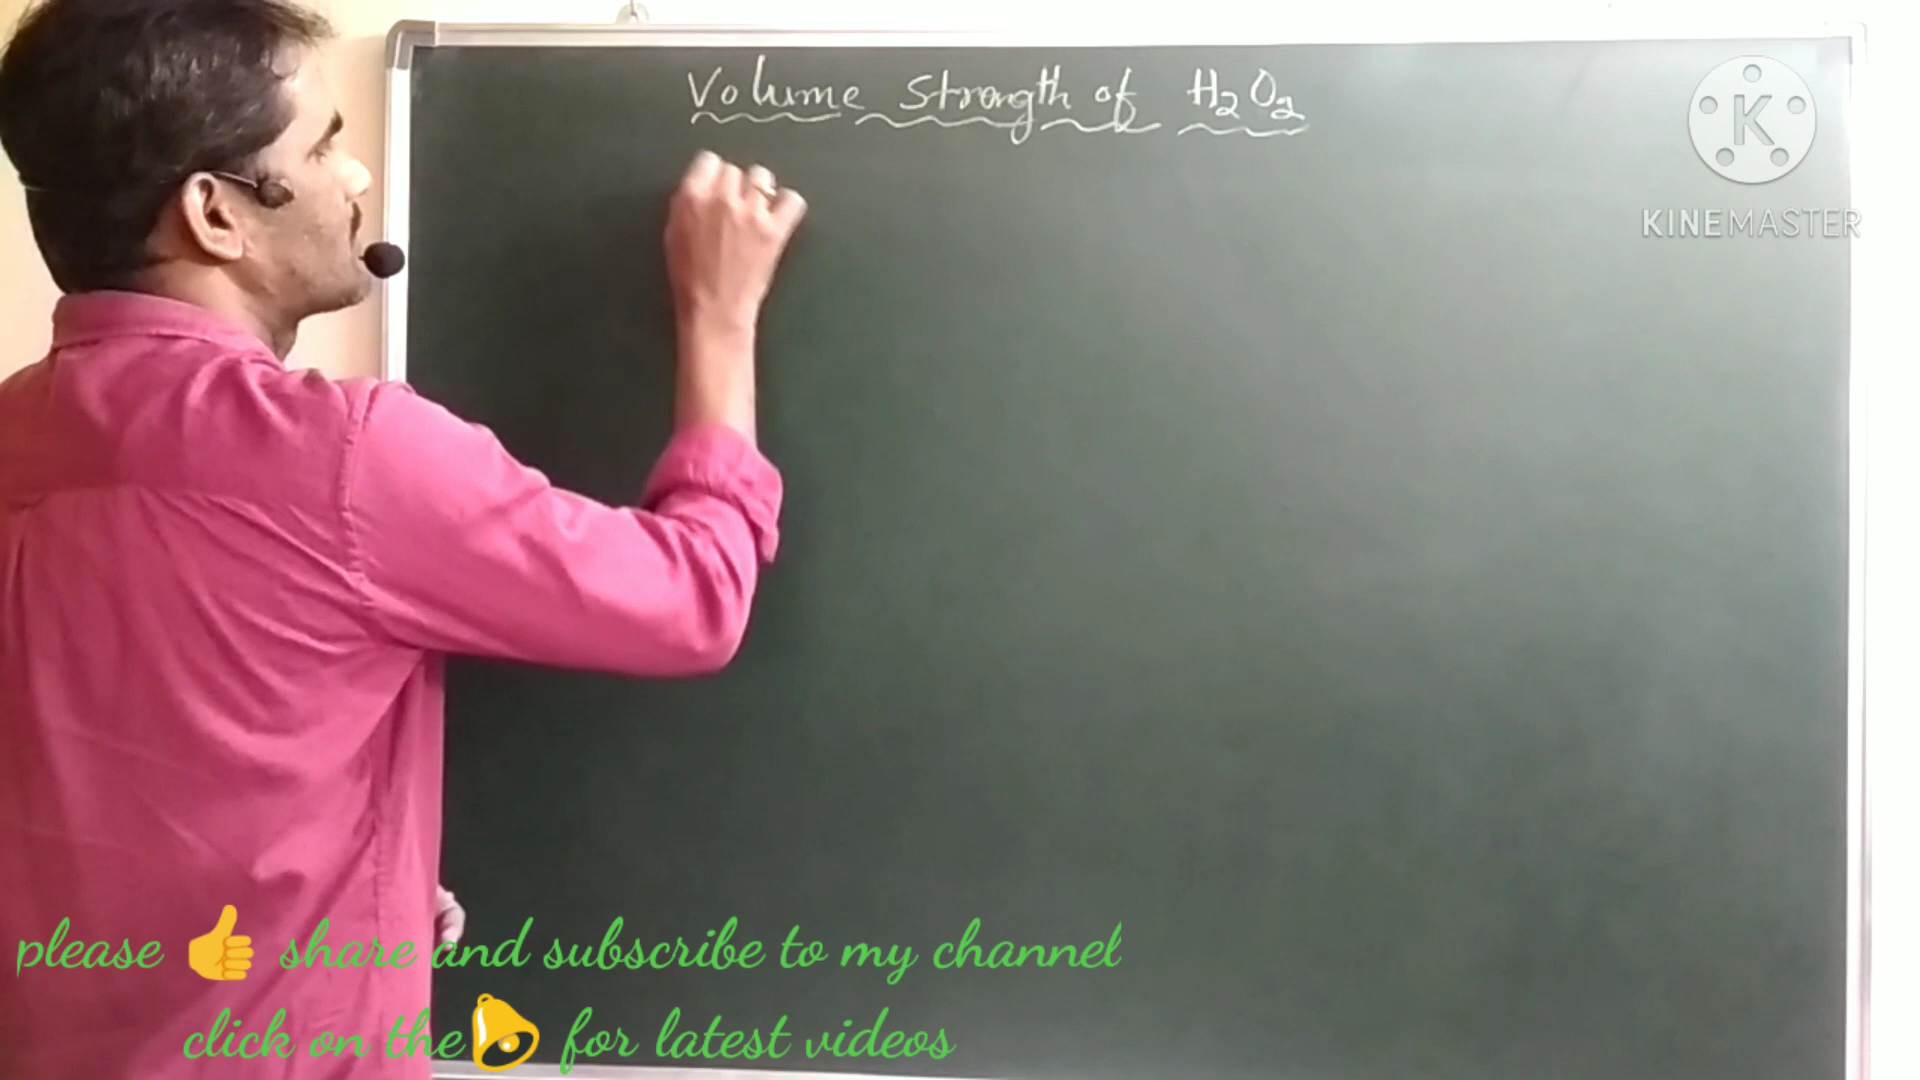 Volume strength of H₂O₂
K
KINEMASTER
please 👍 share and subscribe to my channel
click on the 🔔 for latest videos